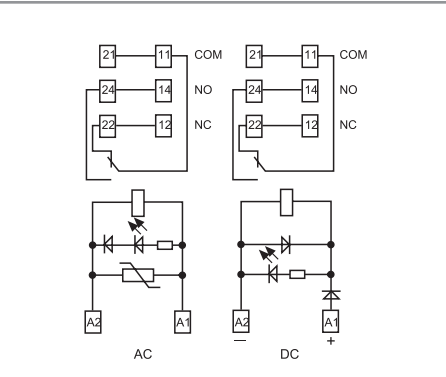 21 11 COM 21 11 COM
24 14 NO 24 14 NO
22 12 NC 22 12 NC
A2 A1 A2 A1
— +
AC DC